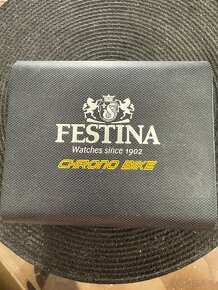 FESTINA
Watches since 1902
CHRONO BIKE